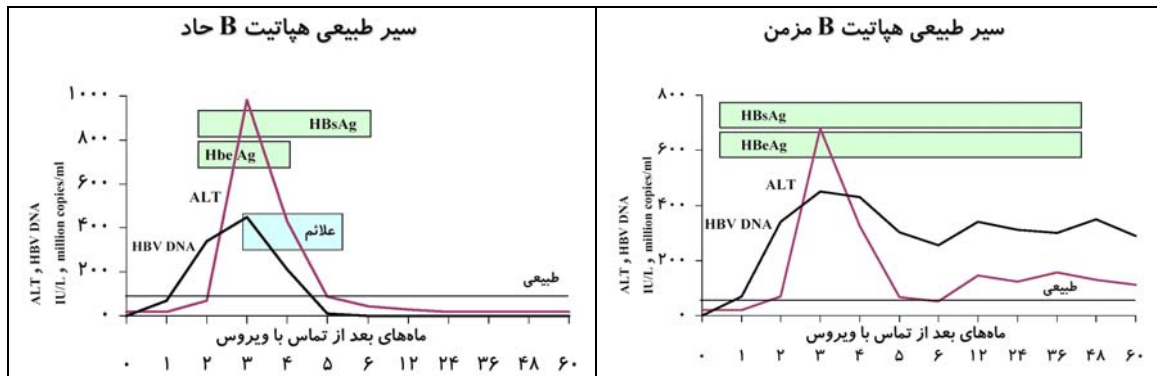 سیر طبیعی هپاتیت B حاد
۱۰۰۰
۸۰۰
۶۰۰
۴۰۰
۲۰۰
۰
ALT و HBV DNA
IU/L و million copies/ml
HBsAg
HbeAg
ALT
HBV DNA
علائم
طبیعی
ماه‌های بعد از تماس با ویروس
۰ ۱ ۲ ۳ ۴ ۵ ۶ ۱۲ ۲۴ ۳۶ ۴۸ ۶۰
سیر طبیعی هپاتیت B مزمن
۸۰۰
۶۰۰
۴۰۰
۲۰۰
۰
ALT و HBV DNA
IU/L و million copies/ml
HBsAg
HBeAg
ALT
HBV DNA
طبیعی
ماه‌های بعد از تماس با ویروس
۰ ۱ ۲ ۳ ۴ ۵ ۶ ۱۲ ۲۴ ۳۶ ۴۸ ۶۰